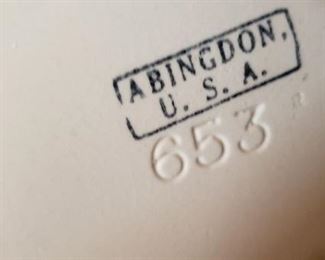 ABINGDON,
U. S. A.
653